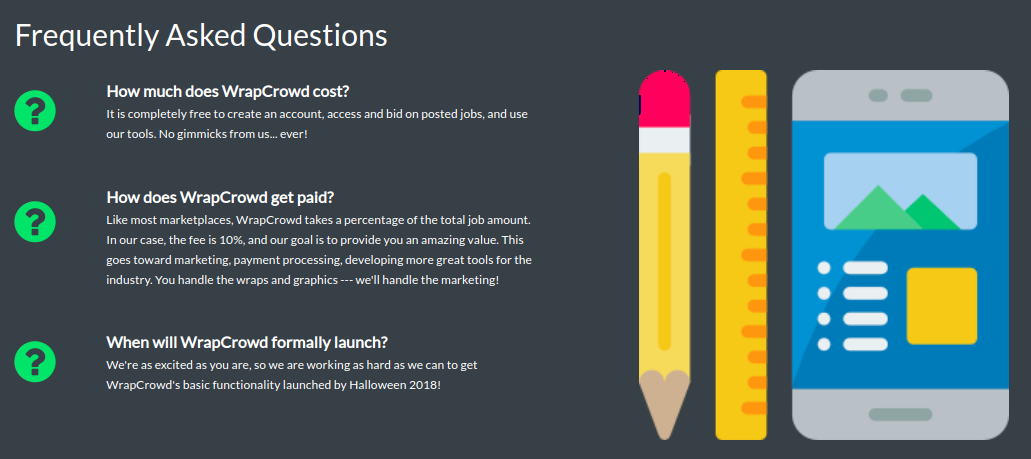 Frequently Asked Questions
How much does WrapCrowd cost?
It is completely free to create an account, access and bid on posted jobs, and use
our tools. No gimmicks from us... ever!
How does WrapCrowd get paid?
Like most marketplaces, WrapCrowd takes a percentage of the total job amount.
In our case, the fee is 10%, and our goal is to provide you an amazing value. This
goes toward marketing, payment processing, developing more great tools for the
industry. You handle the wraps and graphics --- we'll handle the marketing!
When will WrapCrowd formally launch?
We're as excited as you are, so we are working as hard as we can to get
WrapCrowd's basic functionality launched by Halloween 2018!